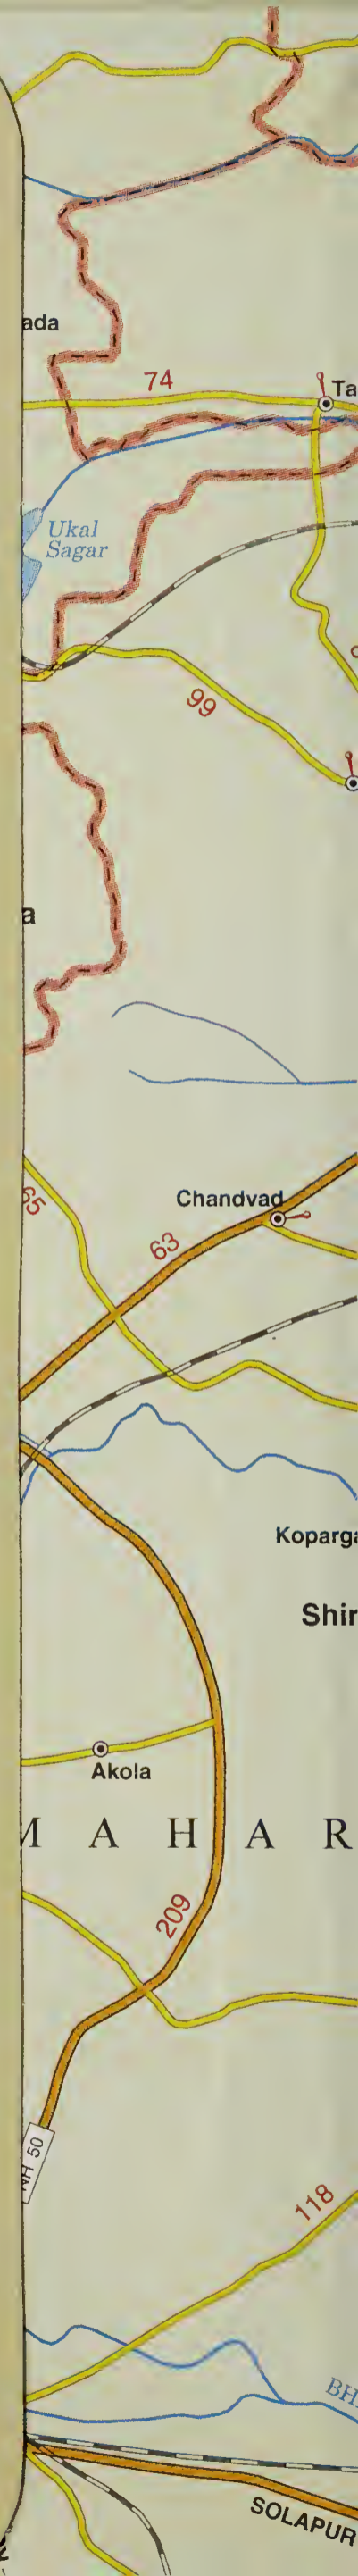 ada
74
Ta
Ukal
Sagar
99
a
65
Chandvad
63
Koparga
Shir
Akola
M A H A R
209
NH 50
118
BH
SOLAPUR